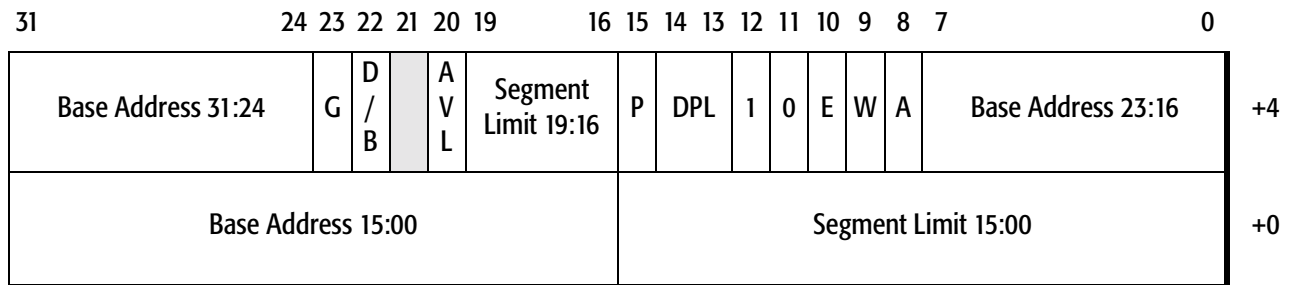 31 24 23 22 21 20 19 16 15 14 13 12 11 10 9 8 7 0
Base Address 31:24 G D/B AVL Segment Limit 19:16 P DPL 1 0 E W A Base Address 23:16 +4
Base Address 15:00 Segment Limit 15:00 +0